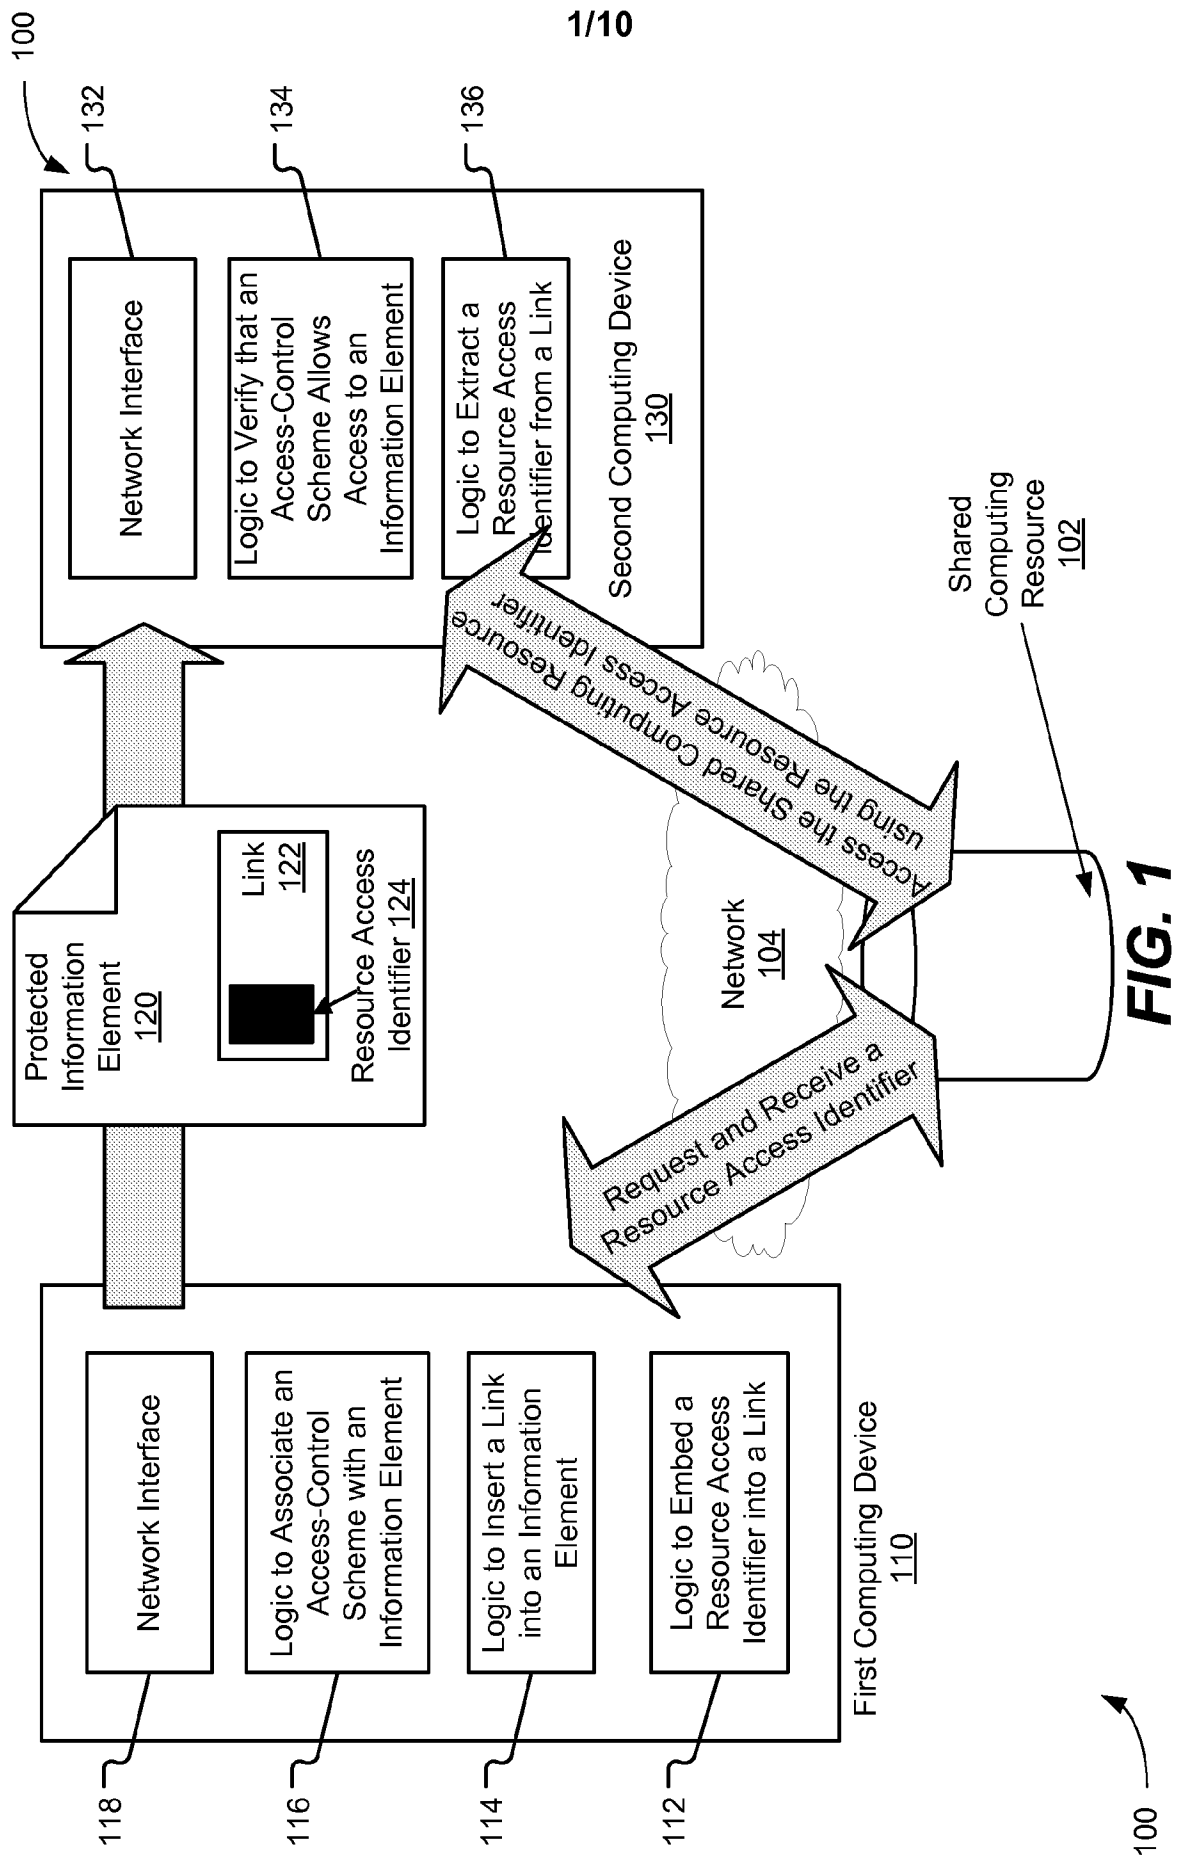 1/10
100
118
Network Interface
116
Logic to Associate an
Access-Control
Scheme with an
Information Element
114
Logic to Insert a Link
into an Information
Element
112
Logic to Embed a
Resource Access
Identifier into a Link
First Computing Device
110
Protected
Information
Element
120
Link
122
Resource Access
Identifier 124
Network Interface
132
Logic to Verify that an
Access-Control
Scheme Allows
Access to an
Information Element
134
Logic to Extract a
Resource Access
Identifier from a Link
136
Second Computing Device
130
Network
104
Request and Receive a
Resource Access Identifier
Access the Shared Computing Resource
using the Resource Access Identifier
Shared
Computing
Resource
102
100
FIG. 1